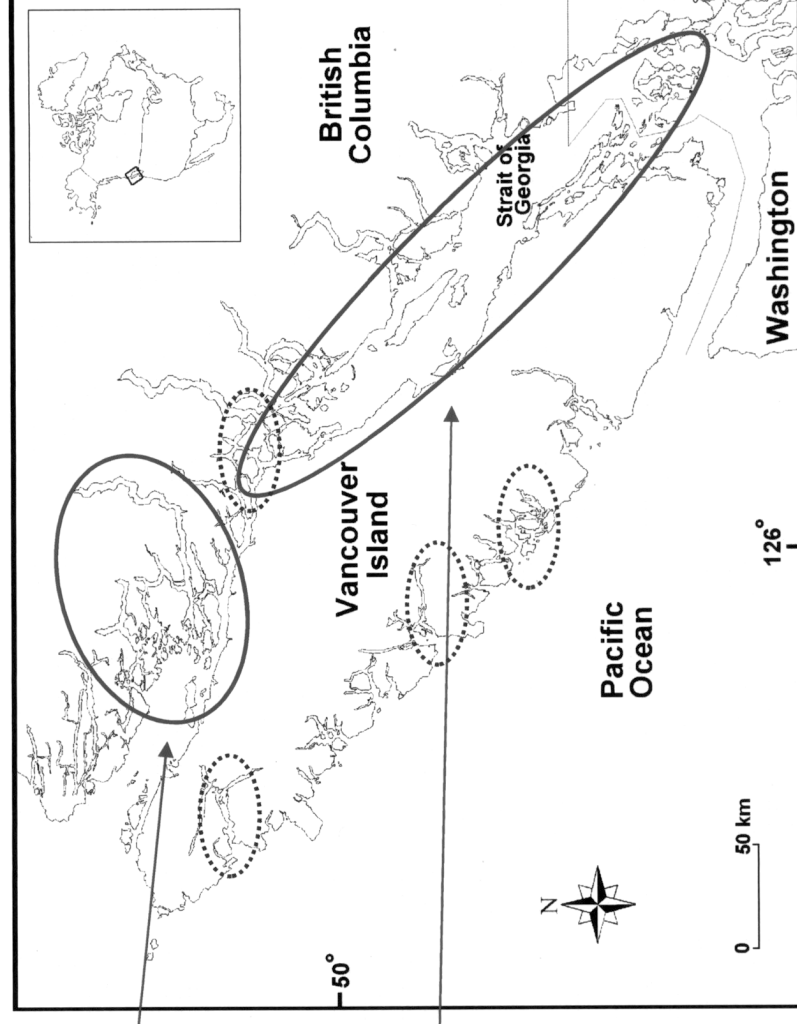 British
Columbia
Strait of
Georgia
Vancouver
Island
Washington
Pacific
Ocean
126°
50°
N
0
50 km